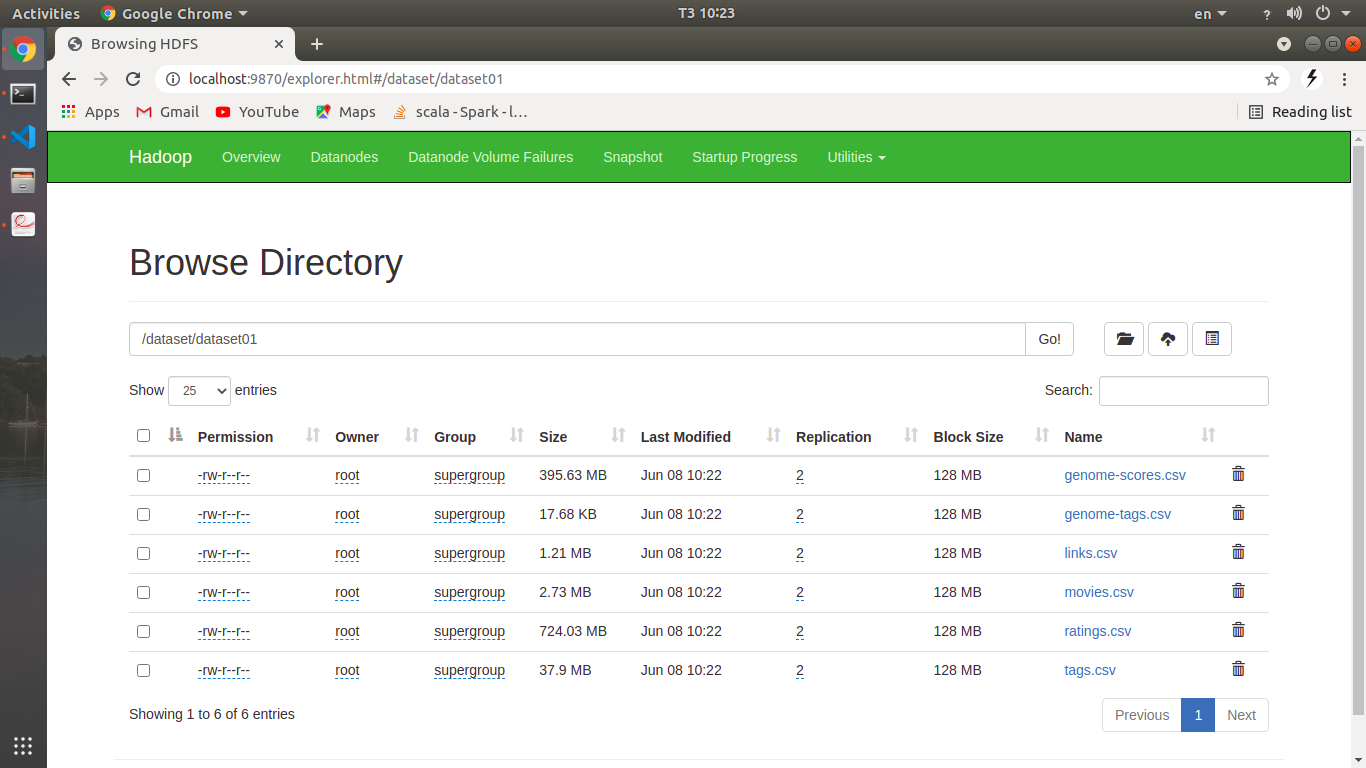 Activities Google Chrome T3 10:23 en ?
Browsing HDFS
localhost:9870/explorer.html#/dataset/dataset01
Apps Gmail YouTube Maps scala - Spark - l… Reading list
Hadoop Overview Datanodes Datanode Volume Failures Snapshot Startup Progress Utilities
Browse Directory
/dataset/dataset01 Go!
Show 25 entries Search:
Permission Owner Group Size Last Modified Replication Block Size Name
-rw-r--r-- root supergroup 395.63 MB Jun 08 10:22 2 128 MB genome-scores.csv
-rw-r--r-- root supergroup 17.68 KB Jun 08 10:22 2 128 MB genome-tags.csv
-rw-r--r-- root supergroup 1.21 MB Jun 08 10:22 2 128 MB links.csv
-rw-r--r-- root supergroup 2.73 MB Jun 08 10:22 2 128 MB movies.csv
-rw-r--r-- root supergroup 724.03 MB Jun 08 10:22 2 128 MB ratings.csv
-rw-r--r-- root supergroup 37.9 MB Jun 08 10:22 2 128 MB tags.csv
Showing 1 to 6 of 6 entries Previous 1 Next